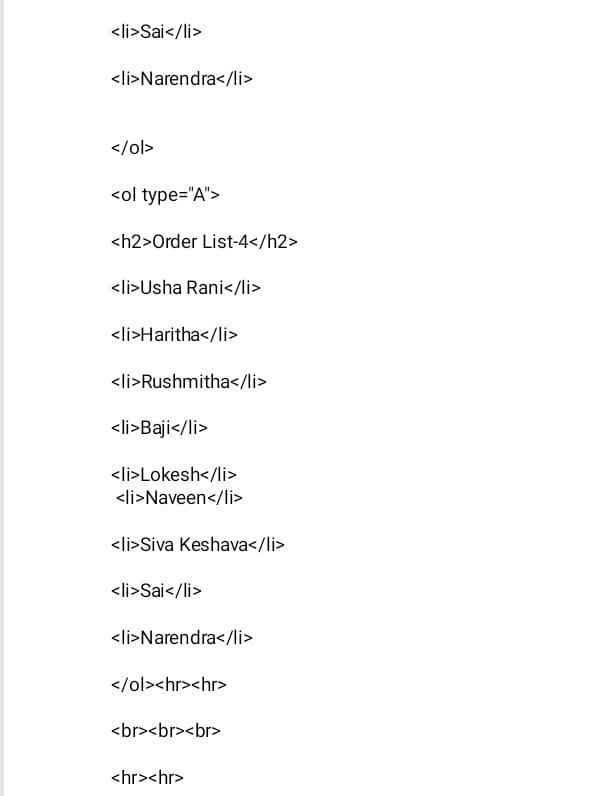 <li>Sai</li>
<li>Narendra</li>
</ol>
<ol type="A">
<h2>Order List-4</h2>
<li>Usha Rani</li>
<li>Haritha</li>
<li>Rushmitha</li>
<li>Baji</li>
<li>Lokesh</li>
<li>Naveen</li>
<li>Siva Keshava</li>
<li>Sai</li>
<li>Narendra</li>
</ol><hr><hr>
<br><br><br>
<hr><hr>